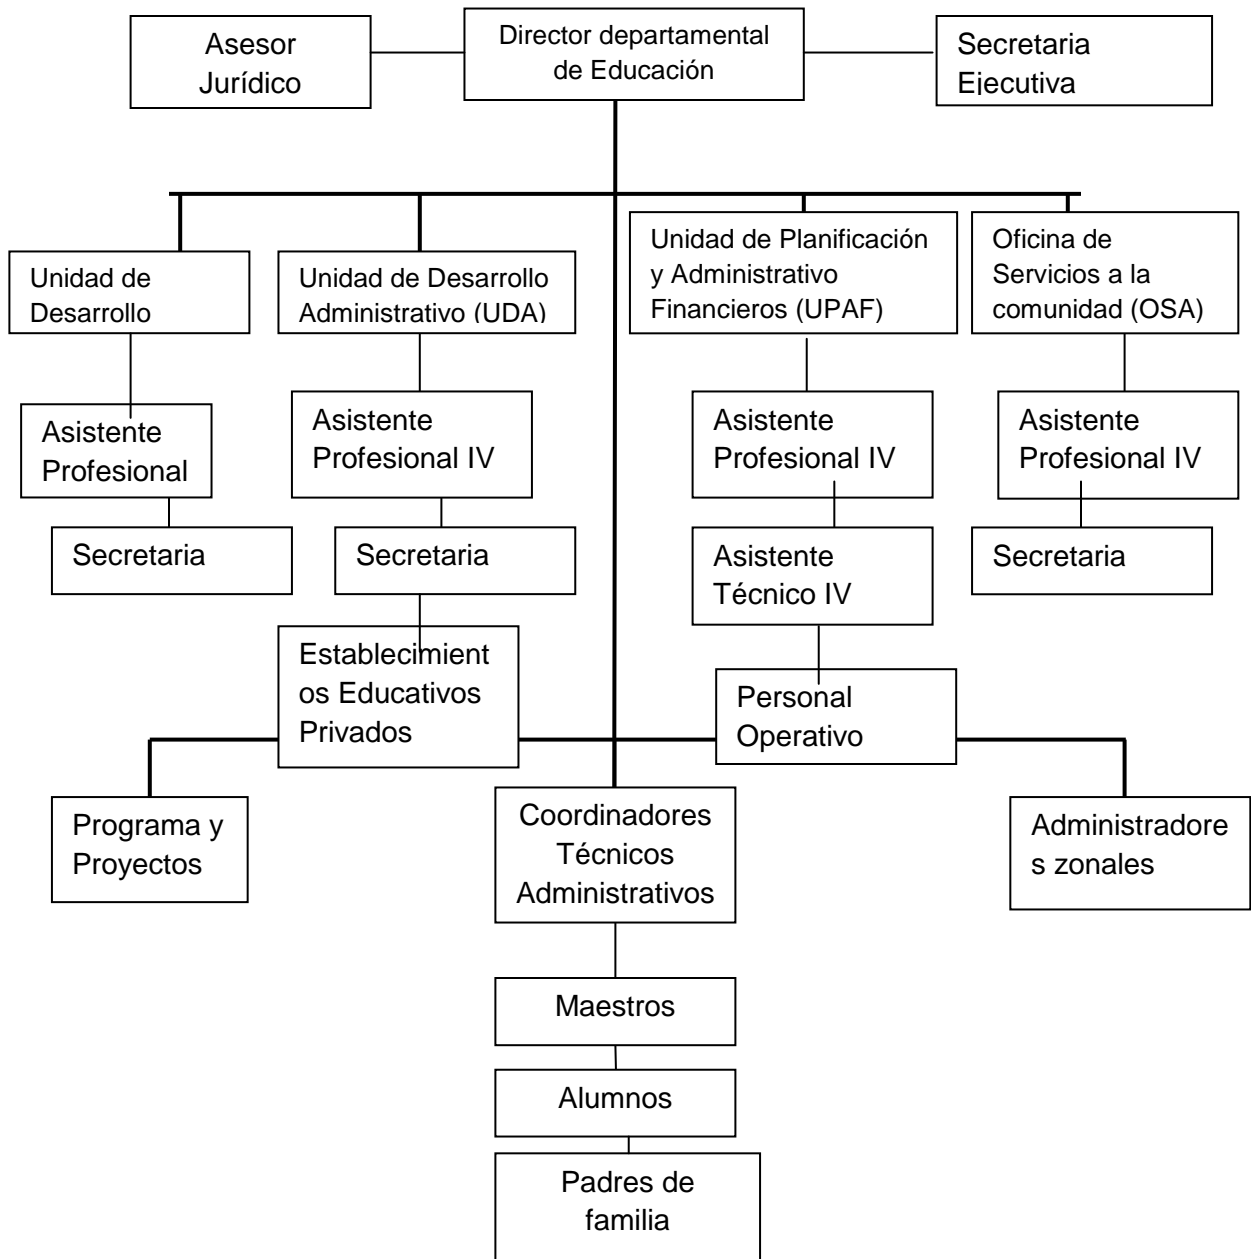 Asesor
Jurídico
Director departamental
de Educación
Secretaria
Ejecutiva
Unidad de
Desarrollo
Unidad de Desarrollo
Administrativo (UDA)
Unidad de Planificación
y Administrativo
Financieros (UPAF)
Oficina de
Servicios a la
comunidad (OSA)
Asistente
Profesional
Asistente
Profesional IV
Asistente
Profesional IV
Asistente
Profesional IV
Secretaria
Secretaria
Asistente
Técnico IV
Secretaria
Establecimient
os Educativos
Privados
Personal
Operativo
Programa y
Proyectos
Coordinadores
Técnicos
Administrativos
Administradore
s zonales
Maestros
Alumnos
Padres de
familia